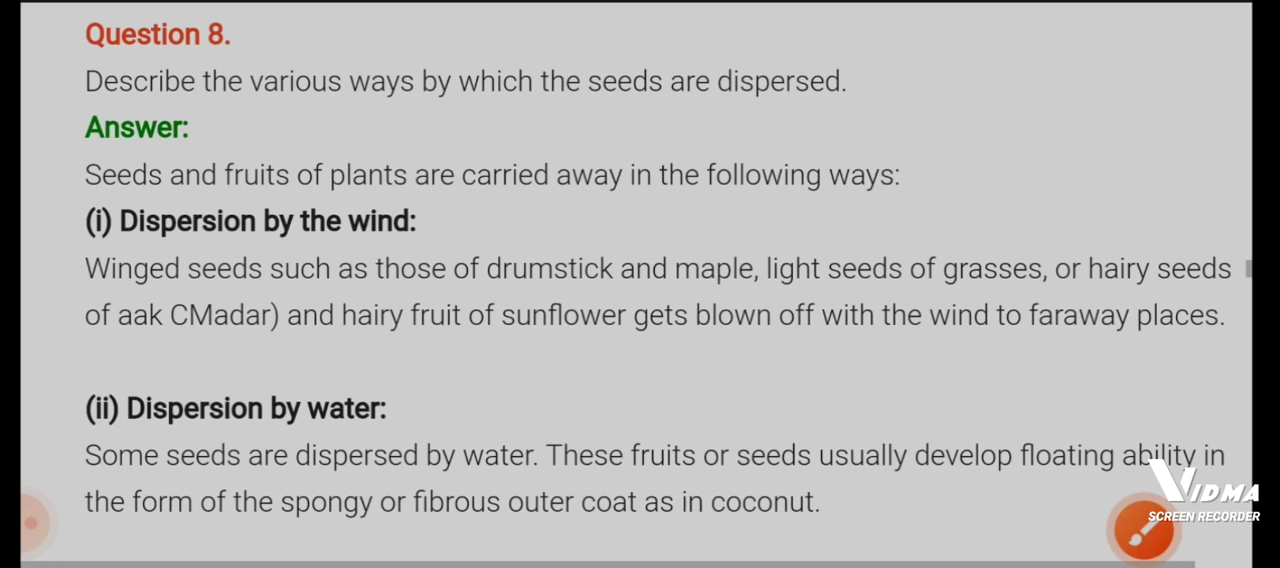 Question 8.
Describe the various ways by which the seeds are dispersed.
Answer:
Seeds and fruits of plants are carried away in the following ways:
(i) Dispersion by the wind:
Winged seeds such as those of drumstick and maple, light seeds of grasses, or hairy seeds
of aak CMadar) and hairy fruit of sunflower gets blown off with the wind to faraway places.
(ii) Dispersion by water:
Some seeds are dispersed by water. These fruits or seeds usually develop floating ability in
the form of the spongy or fibrous outer coat as in coconut.
VIDMA
SCREEN RECORDER